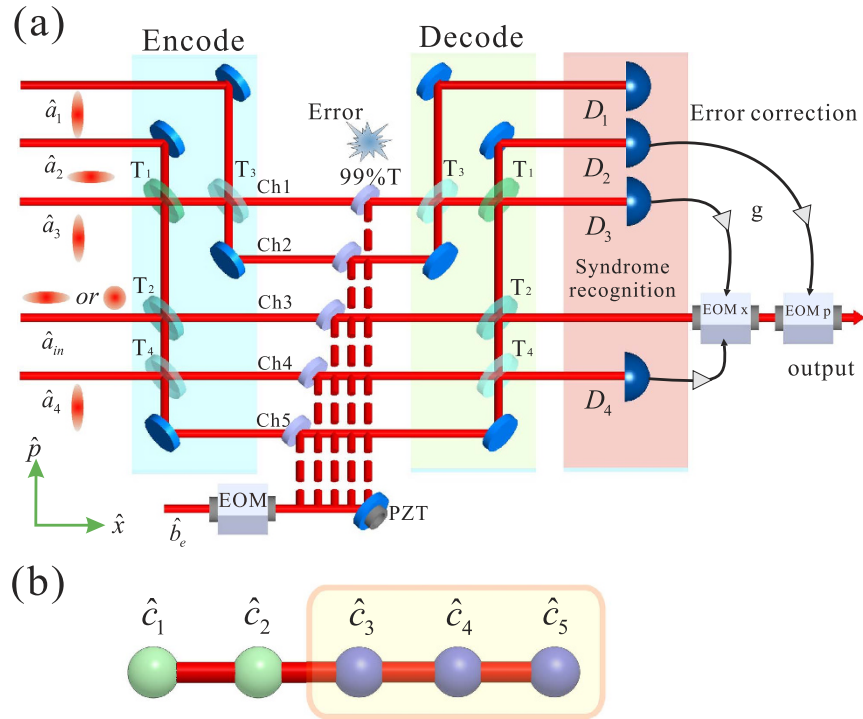 (a)
Encode
Decode
â₁
Error
D₁
Error correction
â₂
T₁
T₃
Ch1
99%T
T₃
T₁
D₂
â₃
Ch2
D₃
g
Syndrome
recognition
or
T₂
Ch3
T₂
EOM x
EOM p
âᵢₙ
T₄
Ch4
T₄
output
â₄
Ch5
D₄
p̂
x̂
EOM
b̂ₑ
PZT
(b)
ĉ₁ ĉ₂ ĉ₃ ĉ₄ ĉ₅